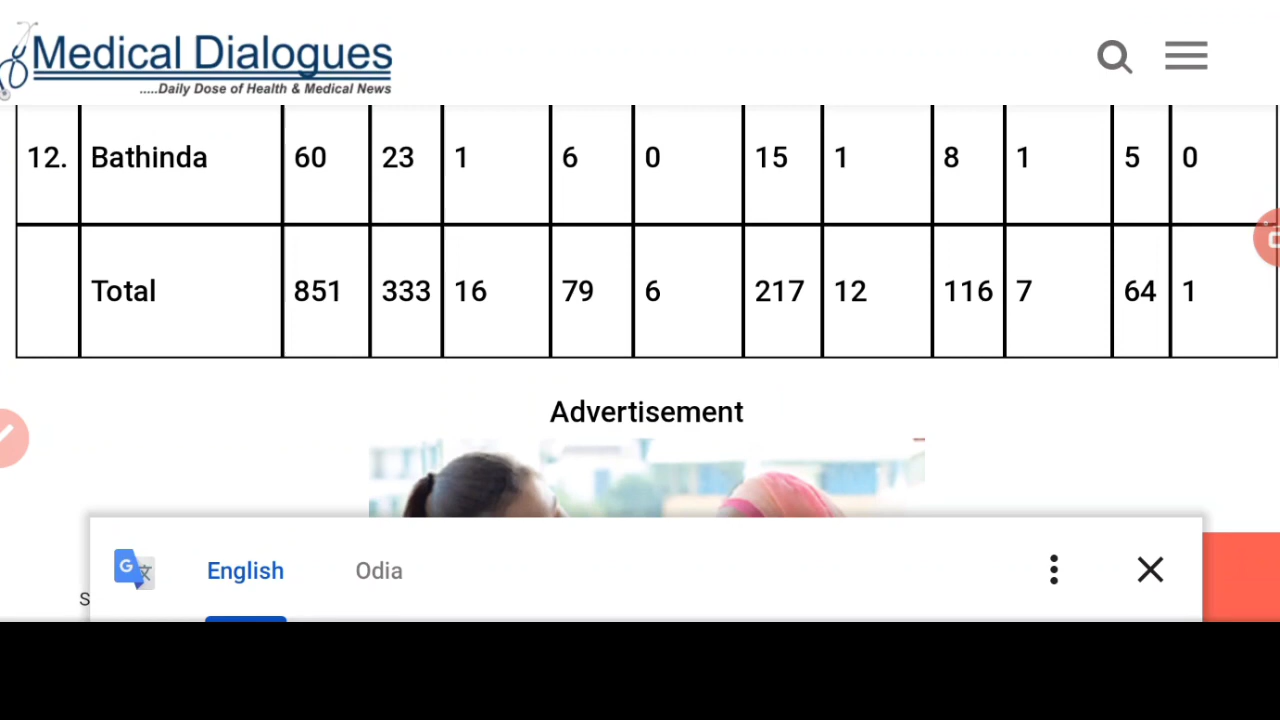 Medical Dialogues
.....Daily Dose of Health & Medical News
12. Bathinda 60 23 1 6 0 15 1 8 1 5 0
Total 851 333 16 79 6 217 12 116 7 64 1
Advertisement
G 文 English Odia
s